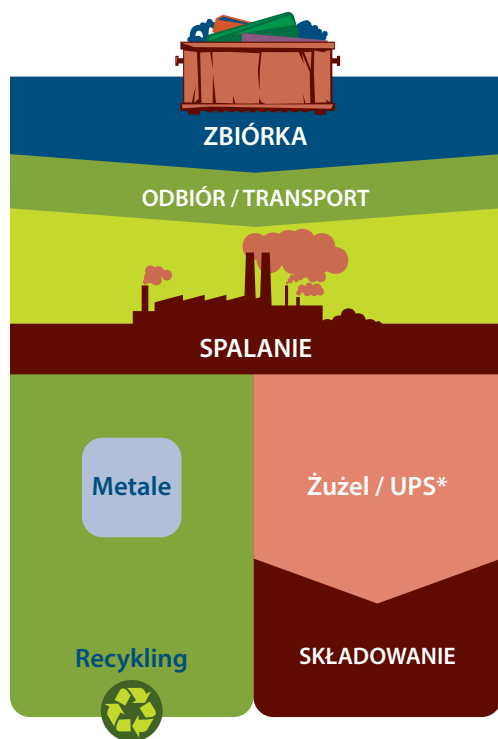 ZBIÓRKA
ODBIÓR / TRANSPORT
SPALANIE
Metale
Żużel / UPS*
Recykling
SKŁADOWANIE